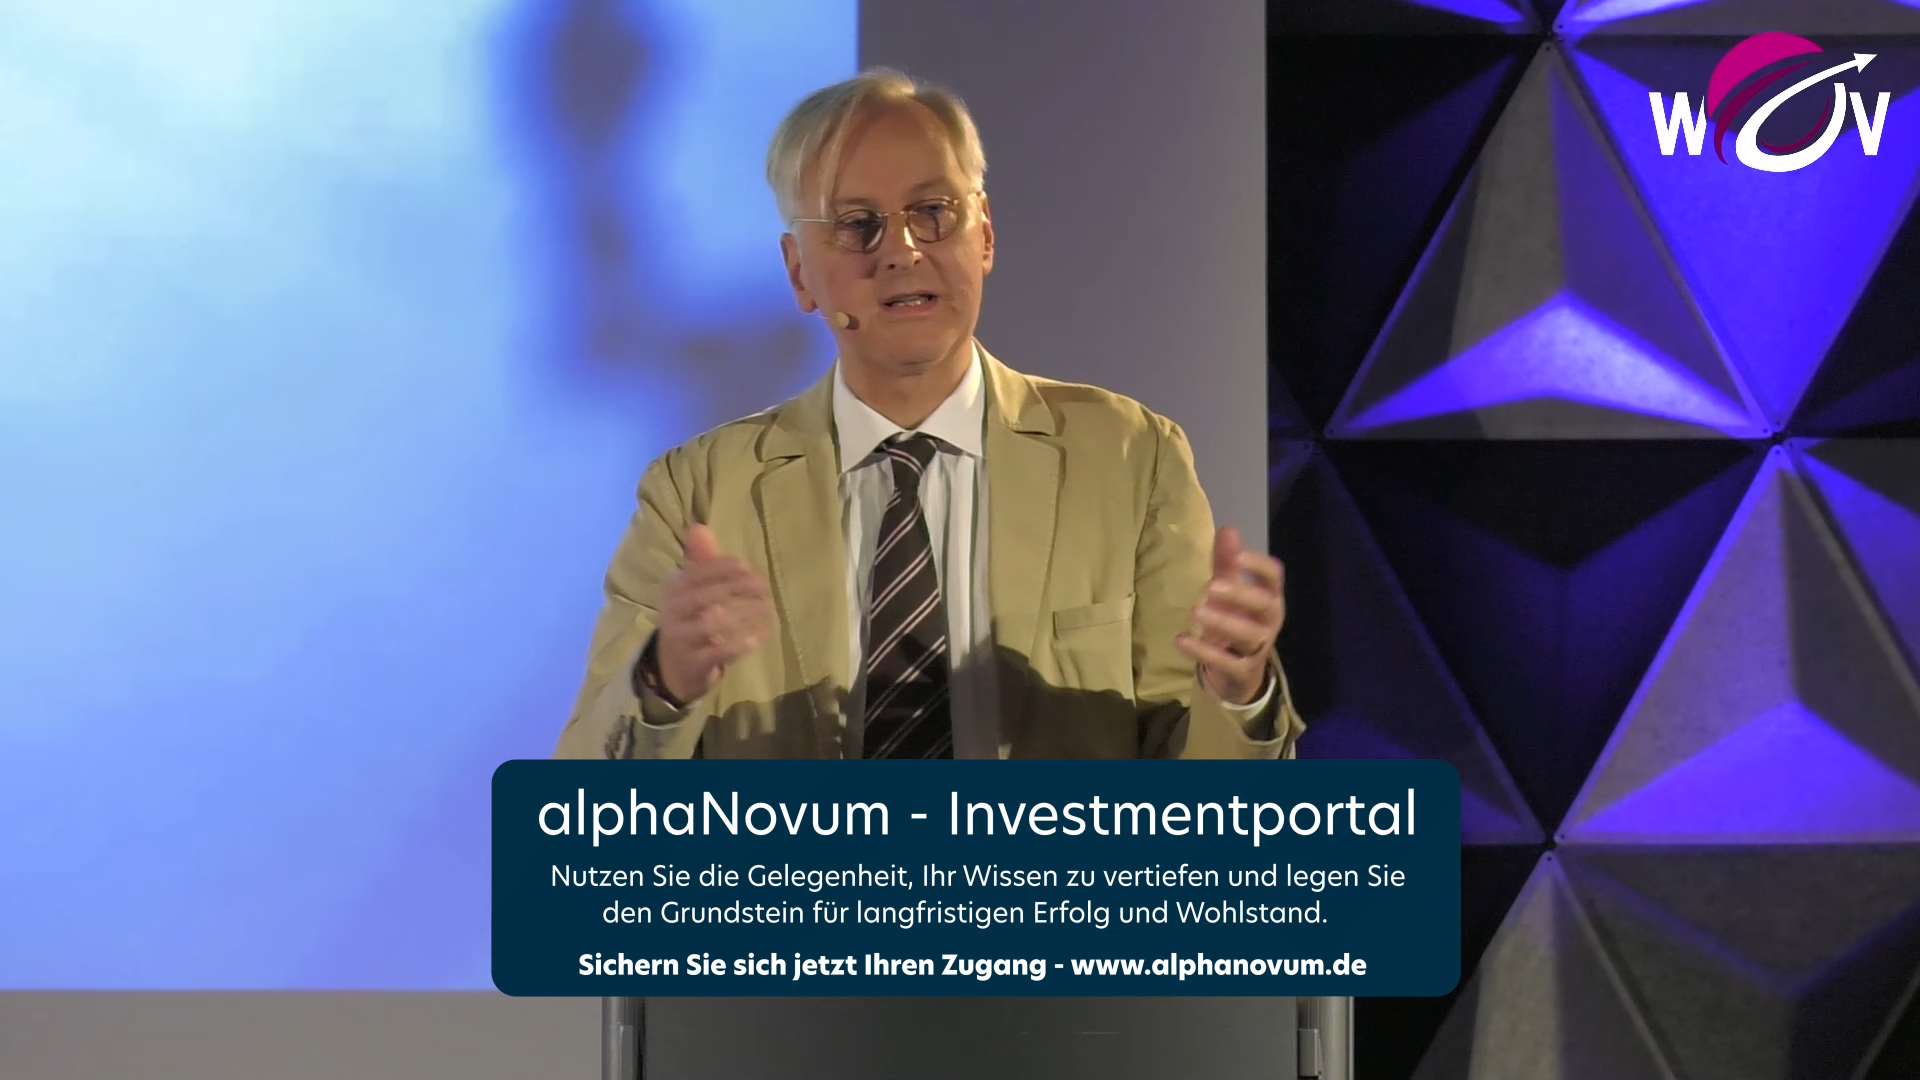 WOV
alphaNovum - Investmentportal
Nutzen Sie die Gelegenheit, Ihr Wissen zu vertiefen und legen Sie
den Grundstein für langfristigen Erfolg und Wohlstand.
Sichern Sie sich jetzt Ihren Zugang - www.alphanovum.de